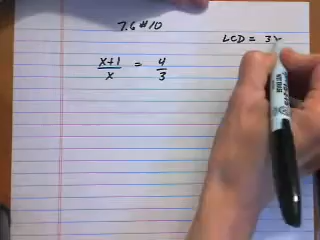 7.6 #10
LCD = 3x
x+1 / x = 4 / 3